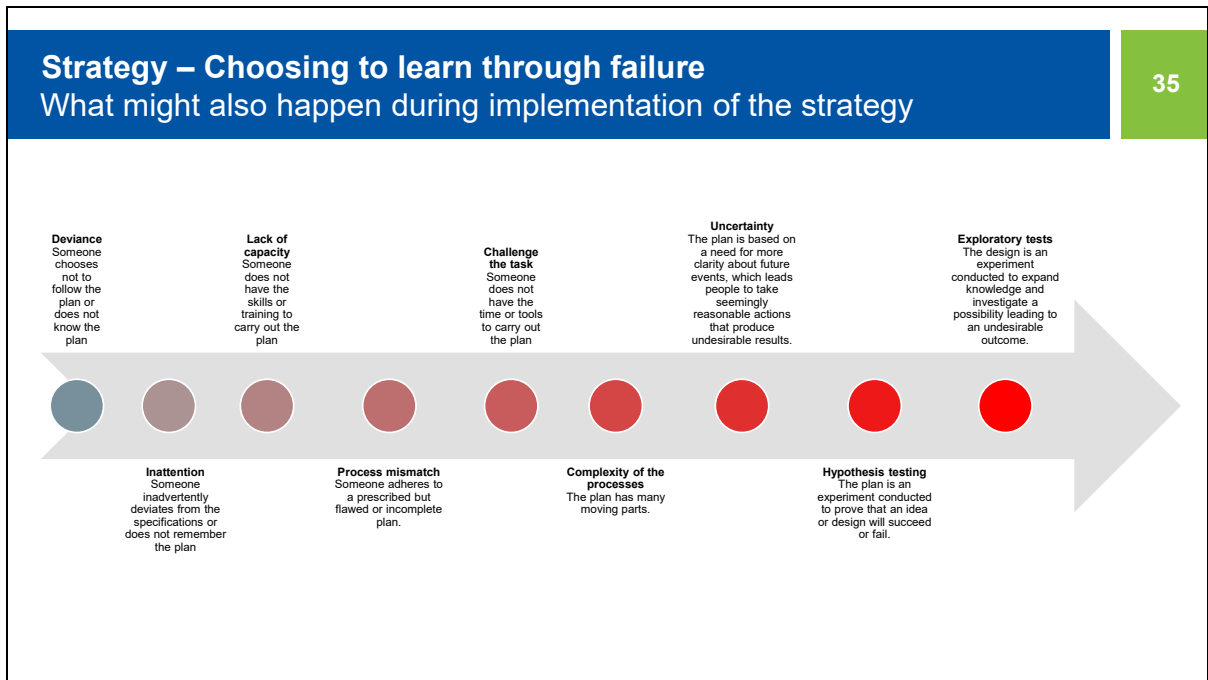 Strategy – Choosing to learn through failure
What might also happen during implementation of the strategy
35
Deviance
Someone
chooses
not to
follow the
plan or
does not
know the
plan
Inattention
Someone
inadvertently
deviates from the
specifications or
does not remember
the plan
Lack of
capacity
Someone
does not
have the
skills or
training to
carry out the
plan
Process mismatch
Someone adheres to
a prescribed but
flawed or incomplete
plan.
Challenge
the task
Someone
does not
have the
time or tools
to carry out
the plan
Complexity of the
processes
The plan has many
moving parts.
Uncertainty
The plan is based on
a need for more
clarity about future
events, which leads
people to take
seemingly
reasonable actions
that produce
undesirable results.
Hypothesis testing
The plan is an
experiment conducted
to prove that an idea
or design will succeed
or fail.
Exploratory tests
The design is an
experiment
conducted to expand
knowledge and
investigate a
possibility leading to
an undesirable
outcome.